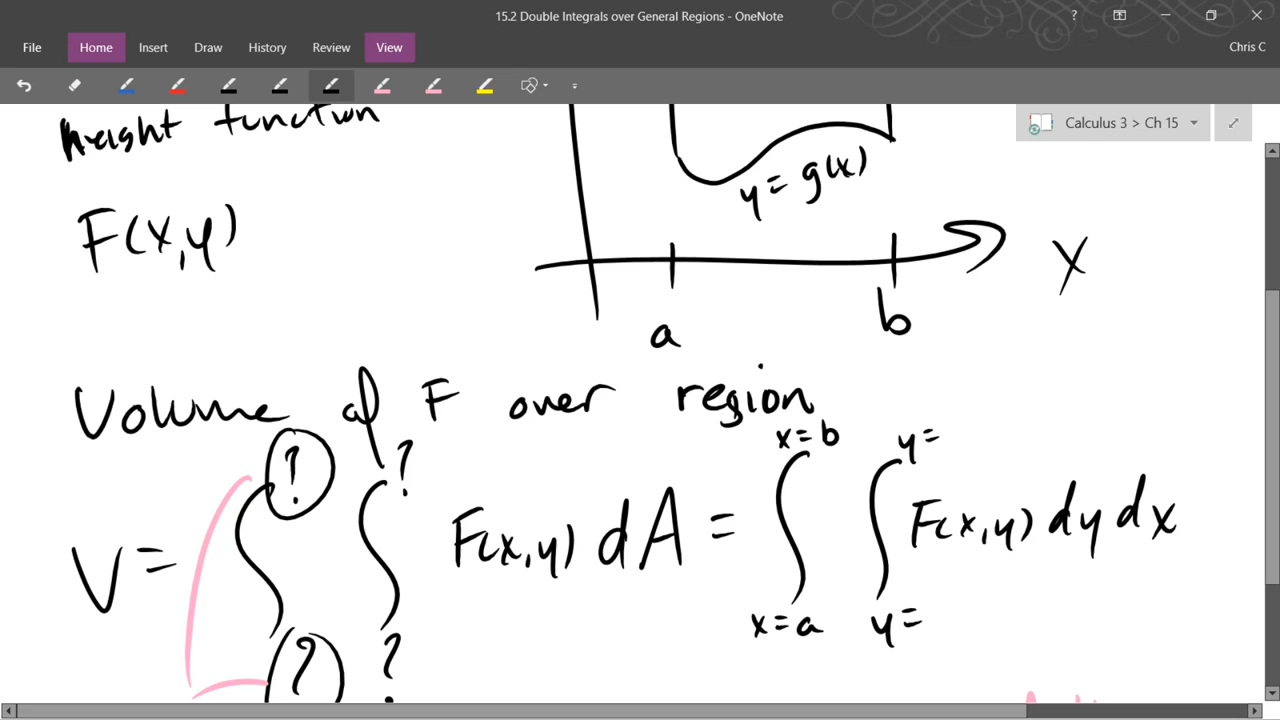 15.2 Double Integrals over General Regions - OneNote
File Home Insert Draw History Review View Chris C
Calculus 3 > Ch 15
height function
y = g(x)
F(x,y)
x
a b
Volume of F over region
? ? x=b y=
V = ∫ ∫ F(x,y) dA = ∫ ∫ F(x,y) dy dx
? ? x=a y=